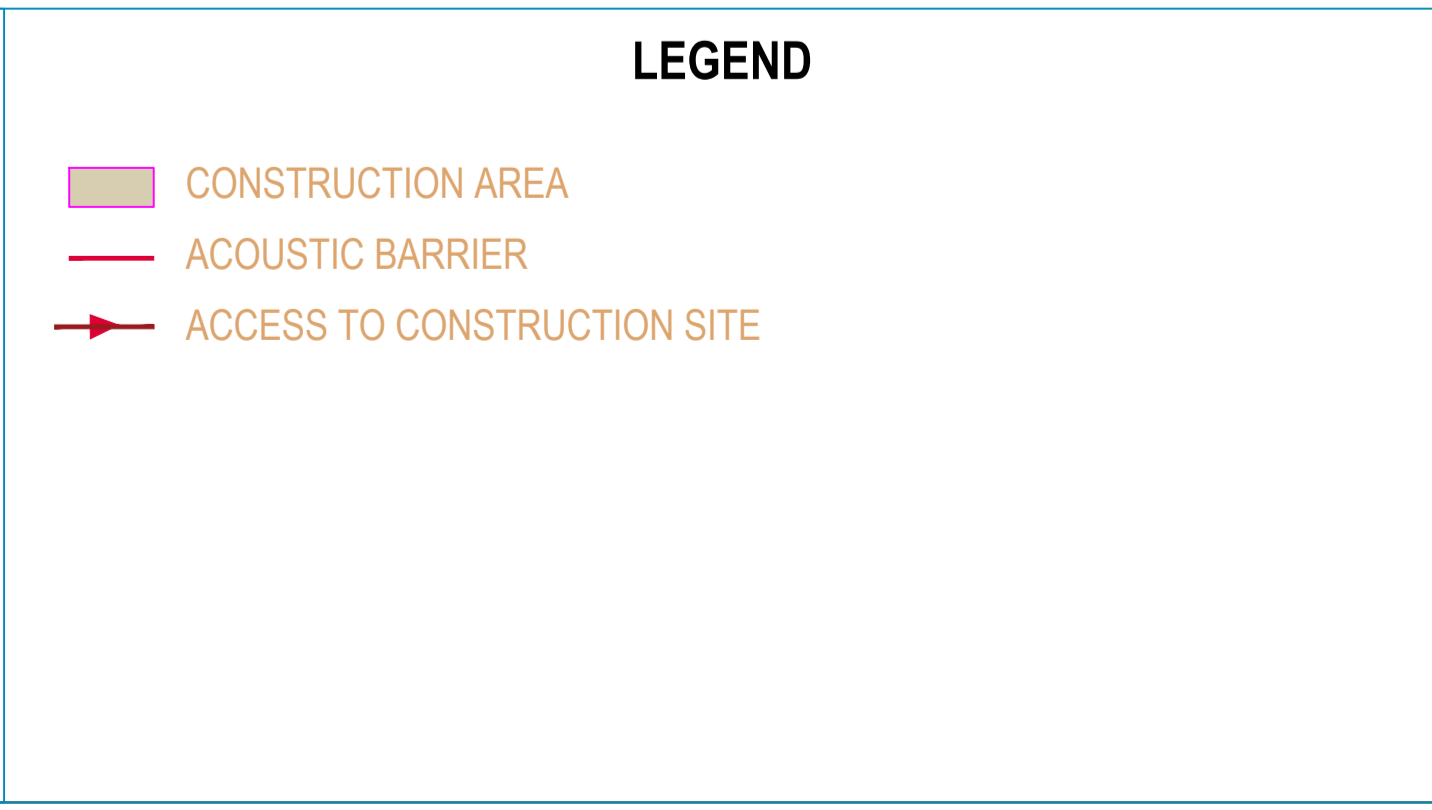 LEGEND
CONSTRUCTION AREA
ACOUSTIC BARRIER
ACCESS TO CONSTRUCTION SITE